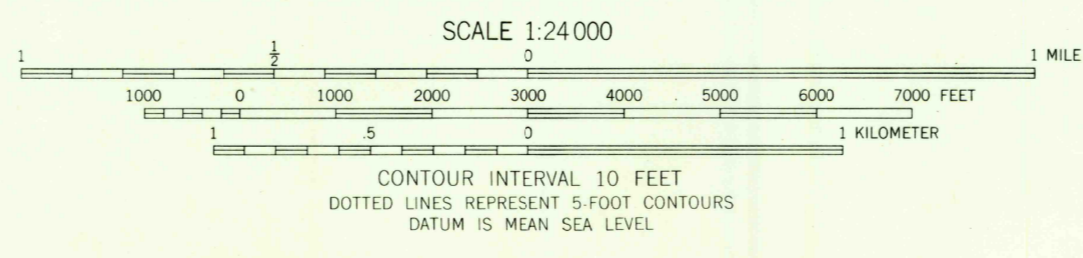 SCALE 1:24 000
1 1/2 0 1 MILE
1000 0 1000 2000 3000 4000 5000 6000 7000 FEET
1 .5 0 1 KILOMETER
CONTOUR INTERVAL 10 FEET
DOTTED LINES REPRESENT 5-FOOT CONTOURS
DATUM IS MEAN SEA LEVEL